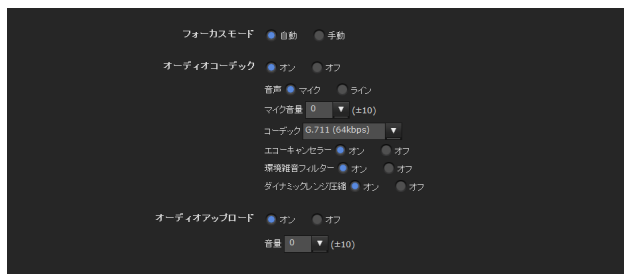 フォーカスモード 自動 手動
オーディオコーデック オン オフ
音声 マイク ライン
マイク音量 0 (±10)
コーデック G.711 (64kbps)
エコーキャンセラー オン オフ
環境雑音フィルター オン オフ
ダイナミックレンジ圧縮 オン オフ
オーディオアップロード オン オフ
音量 0 (±10)